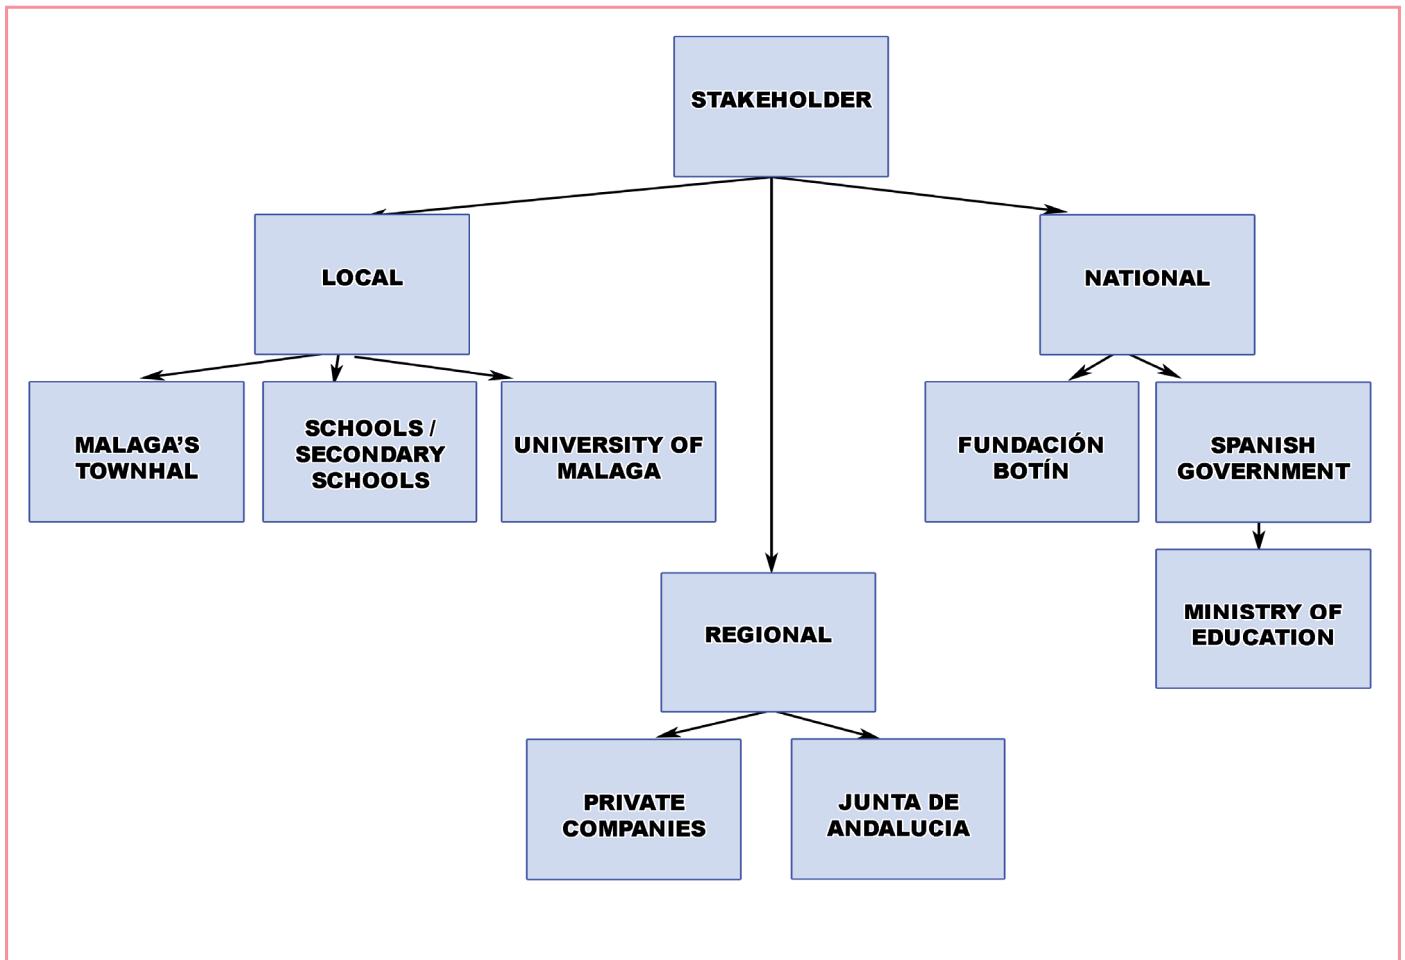 STAKEHOLDER
LOCAL
NATIONAL
MALAGA’S
TOWNHAL
SCHOOLS /
SECONDARY
SCHOOLS
UNIVERSITY OF
MALAGA
FUNDACIÓN
BOTÍN
SPANISH
GOVERNMENT
MINISTRY OF
EDUCATION
REGIONAL
PRIVATE
COMPANIES
JUNTA DE
ANDALUCIA